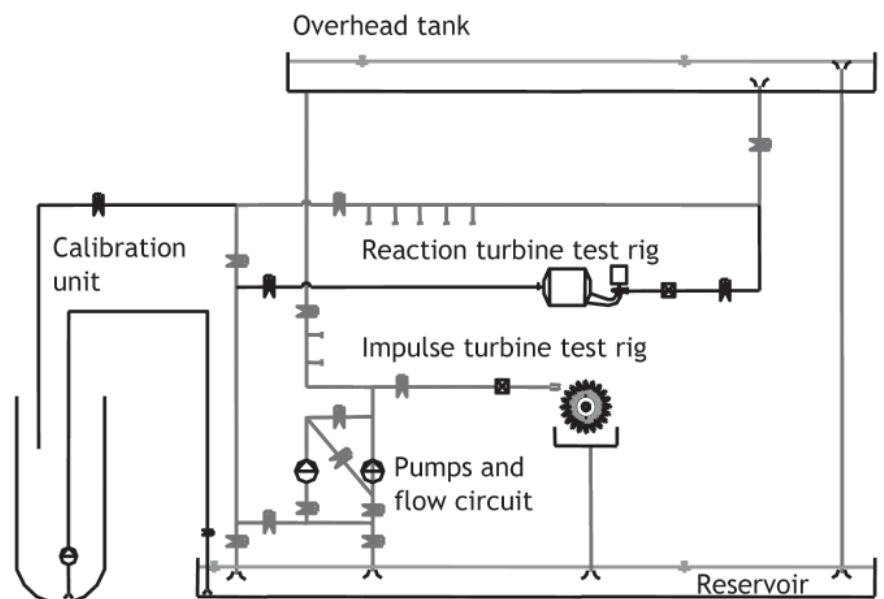 Overhead tank
Calibration
unit
Reaction turbine test rig
Impulse turbine test rig
Pumps and
flow circuit
Reservoir